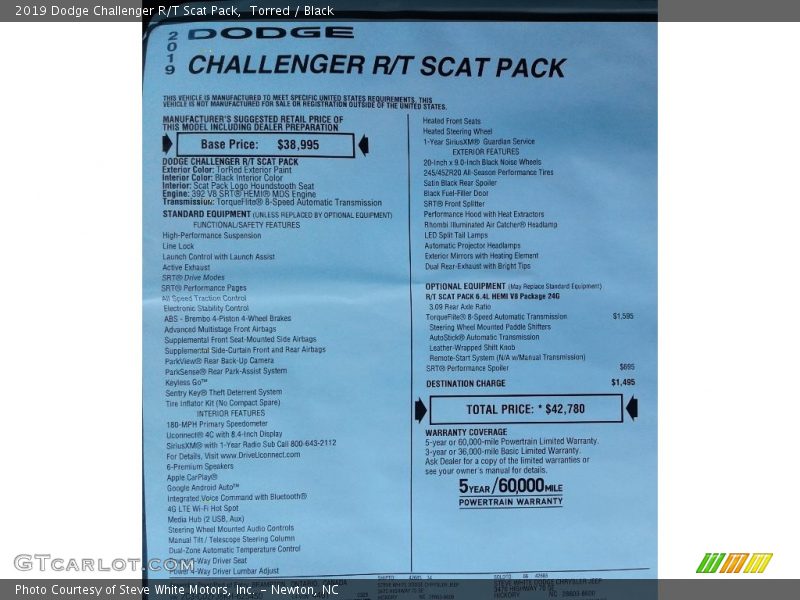 2019 Dodge Challenger R/T Scat Pack,  Torred / Black
2019
DODGE
CHALLENGER R/T SCAT PACK
THIS VEHICLE IS MANUFACTURED TO MEET SPECIFIC UNITED STATES REQUIREMENTS. THIS
VEHICLE IS NOT MANUFACTURED FOR SALE OR REGISTRATION OUTSIDE OF THE UNITED STATES.
MANUFACTURER'S SUGGESTED RETAIL PRICE OF
THIS MODEL INCLUDING DEALER PREPARATION
Base Price: $38,995
DODGE CHALLENGER R/T SCAT PACK
Exterior Color: TorRed Exterior Paint
Interior Color: Black Interior Color
Interior: Scat Pack Logo Houndstooth Seat
Engine: 392 V8 SRT® HEMI® MDS Engine
Transmission: TorqueFlite® 8-Speed Automatic Transmission
STANDARD EQUIPMENT (UNLESS REPLACED BY OPTIONAL EQUIPMENT)
FUNCTIONAL/SAFETY FEATURES
High-Performance Suspension
Line Lock
Launch Control with Launch Assist
Active Exhaust
SRT® Drive Modes
SRT® Performance Pages
All Speed Traction Control
Electronic Stability Control
ABS - Brembo 4-Piston 4-Wheel Brakes
Advanced Multistage Front Airbags
Supplemental Front Seat-Mounted Side Airbags
Supplemental Side-Curtain Front and Rear Airbags
ParkView® Rear Back-Up Camera
ParkSense® Rear Park-Assist System
Keyless Go™
Sentry Key® Theft Deterrent System
Tire Inflator Kit (No Compact Spare)
INTERIOR FEATURES
180-MPH Primary Speedometer
Uconnect® 4C with 8.4-Inch Display
SiriusXM® with 1-Year Radio Sub Call 800-643-2112
For Details, Visit www.DriveUconnect.com
6-Premium Speakers
Apple CarPlay®
Google Android Auto™
Integrated Voice Command with Bluetooth®
4G LTE Wi-Fi Hot Spot
Media Hub (2 USB, Aux)
Steering Wheel Mounted Audio Controls
Manual Tilt / Telescope Steering Column
Dual-Zone Automatic Temperature Control
Power 4-Way Driver Seat
Power 4-Way Driver Lumbar Adjust
Heated Front Seats
Heated Steering Wheel
1-Year SiriusXM® Guardian Service
EXTERIOR FEATURES
20-Inch x 9.0-Inch Black Noise Wheels
245/45ZR20 All-Season Performance Tires
Satin Black Rear Spoiler
Black Fuel-Filler Door
SRT® Front Splitter
Performance Hood with Heat Extractors
Rhombi Illuminated Air Catcher® Headlamp
LED Split Tail Lamps
Automatic Projector Headlamps
Exterior Mirrors with Heating Element
Dual Rear-Exhaust with Bright Tips
OPTIONAL EQUIPMENT (May Replace Standard Equipment)
R/T SCAT PACK 6.4L HEMI V8 Package 24G
3.09 Rear Axle Ratio
TorqueFlite® 8-Speed Automatic Transmission $1,595
Steering Wheel Mounted Paddle Shifters
AutoStick® Automatic Transmission
Leather-Wrapped Shift Knob
Remote-Start System (N/A w/Manual Transmission)
SRT® Performance Spoiler $695
DESTINATION CHARGE $1,495
TOTAL PRICE: * $42,780
WARRANTY COVERAGE
5-year or 60,000-mile Powertrain Limited Warranty.
3-year or 36,000-mile Basic Limited Warranty.
Ask Dealer for a copy of the limited warranties or
see your owner's manual for details.
5 YEAR/60,000 MILE
POWERTRAIN WARRANTY
STEVE WHITE DODGE CHRYSLER JEEP
3470 HIGHWAY 70 SE
HICKORY NC 28603-8600
GTcarlot.com
Photo Courtesy of Steve White Motors, Inc. – Newton, NC